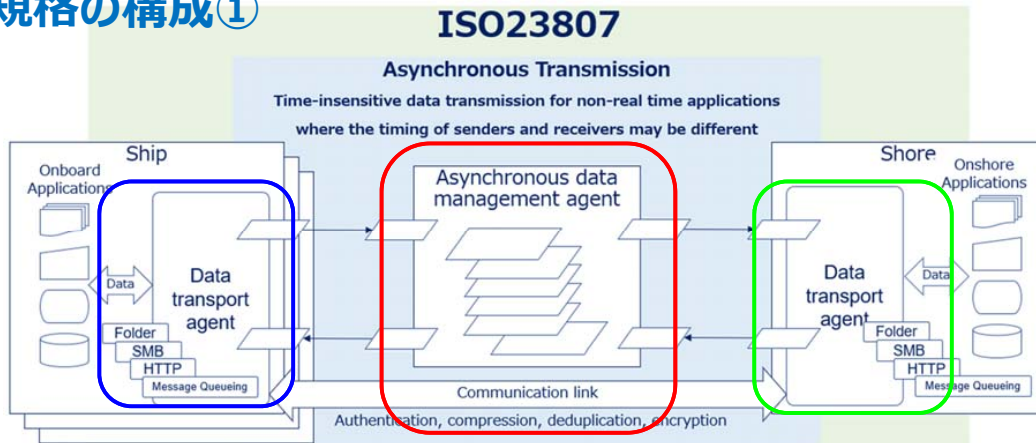 規格の構成①
ISO23807
Asynchronous Transmission
Time-insensitive data transmission for non-real time applications
where the timing of senders and receivers may be different
Ship
Onboard
Applications
Data
Data
transport
agent
Folder
SMB
HTTP
Message Queueing
Asynchronous data
management agent
Shore
Onshore
Applications
Data
transport
agent
Data
Folder
SMB
HTTP
Message Queueing
Communication link
Authentication, compression, deduplication, encryption